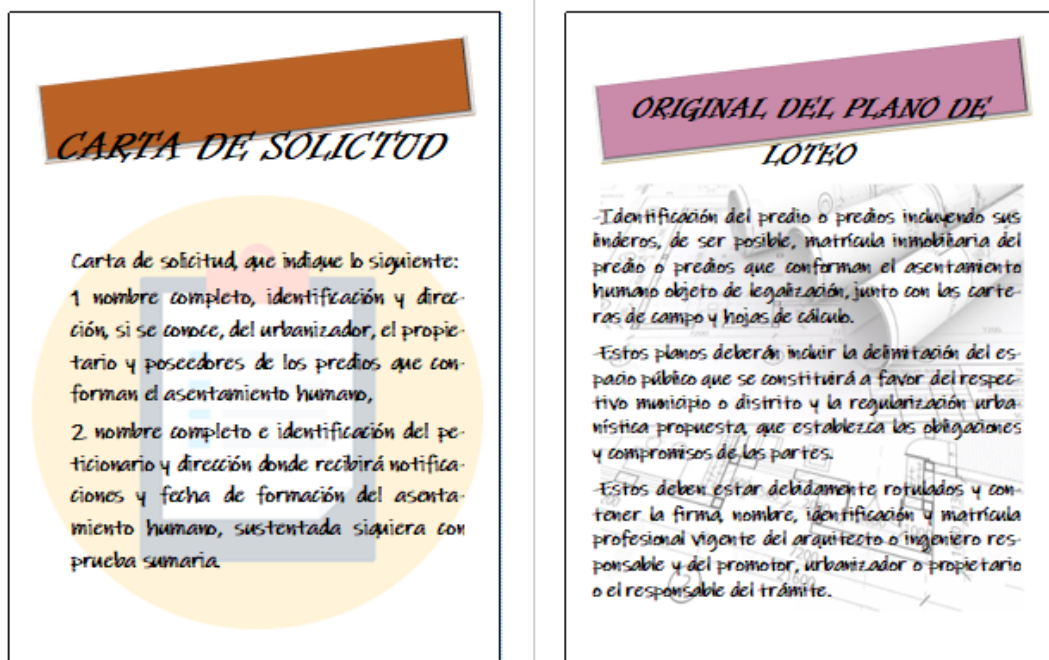 CARTA DE SOLICTUD
Carta de solicitud, que indique lo siguiente:
1 nombre completo, identificación y direc-
ción, si se conoce, del urbanizador, el propie-
tario y poseedores de los predios que con-
forman el asentamiento humano,
2 nombre completo e identificación del pe-
ticionario y dirección donde recibirá notifica-
ciones y fecha de formación del asenta-
miento humano, sustentada siquiera con
prueba sumaria.
ORIGINAL DEL PLANO DE
LOTEO
-Identificación del predio o predios incluyendo sus
linderos, de ser posible, matrícula inmobiliaria del
predio o predios que conforman el asentamiento
humano objeto de legalización, junto con las carte-
ras de campo y hojas de cálculo.
-Estos planos deberán incluir la delimitación del es-
pacio público que se constituirá a favor del respec-
tivo municipio o distrito y la regularización urba-
nística propuesta, que establezca las obligaciones
y compromisos de las partes.
-Estos deben estar debidamente rotulados y con-
tener la firma, nombre, identificación y matrícula
profesional vigente del arquitecto o ingeniero res-
ponsable y del promotor, urbanizador o propietario
o el responsable del trámite.